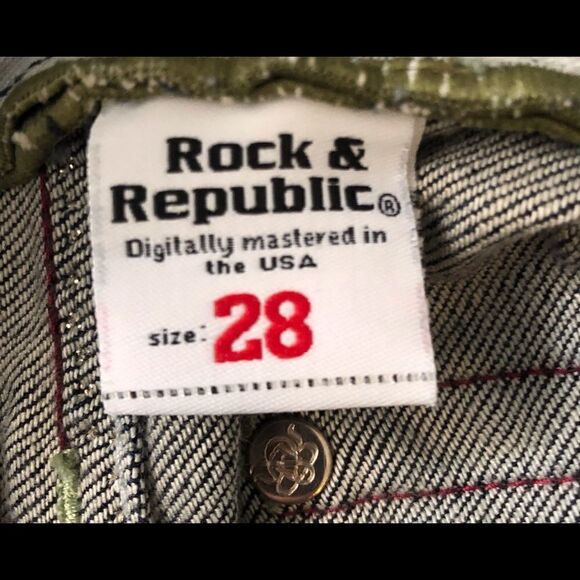 Rock &
Republic®
Digitally mastered in
the USA
size: 28